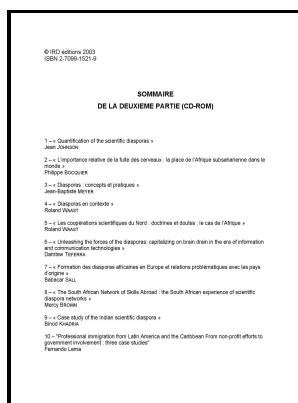 © IRD éditions 2003
ISBN 2-7099-1521-9
SOMMAIRE
DE LA DEUXIEME PARTIE (CD-ROM)
1 – « Quantification of the scientific diasporas »
Jean JOHNSON
2 – « L'importance relative de la fuite des cerveaux : la place de l'Afrique subsaharienne dans le
monde »
Philippe BOCQUIER
3 – « Diasporas : concepts et pratiques »
Jean-Baptiste MEYER
4 – « Diasporas en contexte »
Roland WAAST
5 – « Les coopérations scientifiques du Nord : doctrines et doutes ; le cas de l'Afrique »
Roland WAAST
6 – « Unleashing the forces of the diaspora: capitalizing on brain drain in the era of information
and communication technologies »
Damtew TEFERRA
7 – « Formation des diasporas africaines en Europe et relations problématiques avec les pays
d'origine »
Babacar SALL
8 – « The South African Network of Skills Abroad : the South African experience of scientific
diaspora networks »
Mercy BROWN
9 – « Case study of the Indian scientific diaspora »
Binod KHADRIA
10 – "Professional immigration from Latin America and the Caribbean From non-profit efforts to
government involvement : three case studies"
Fernando Lema